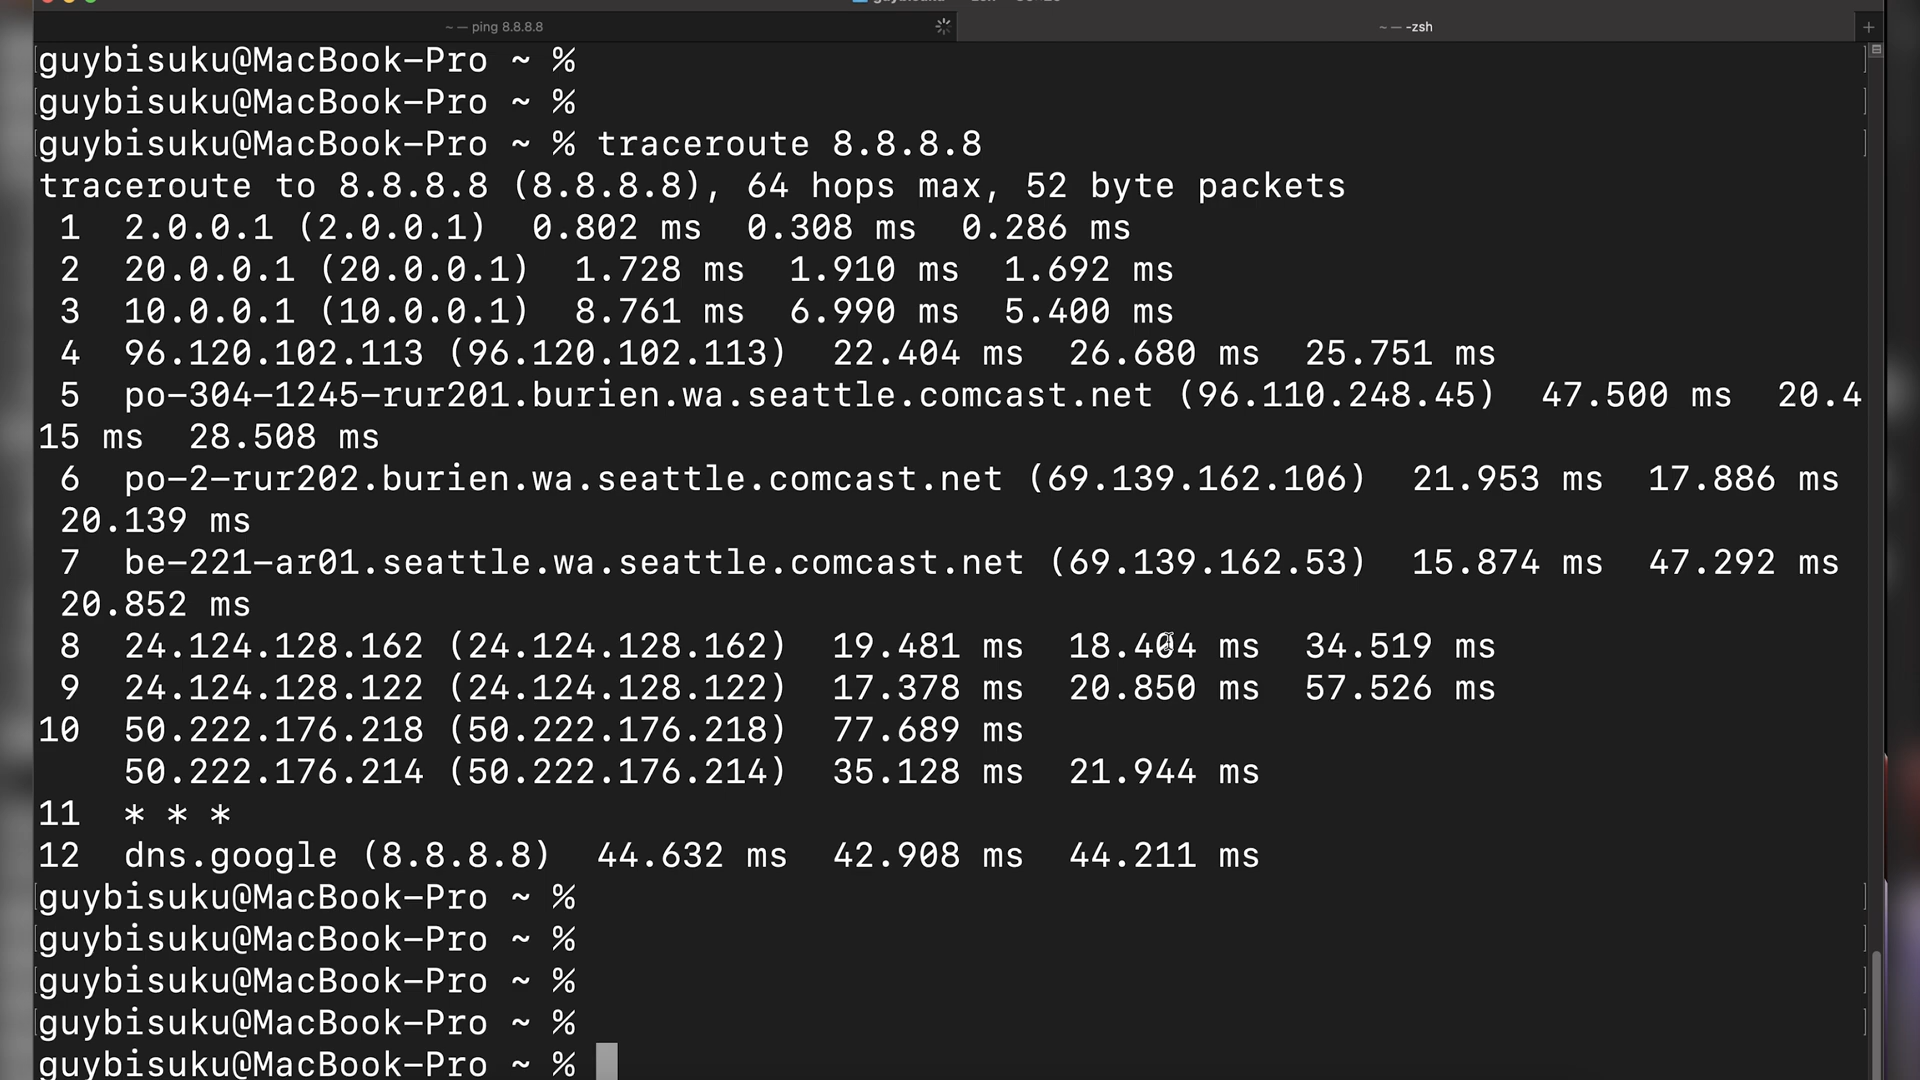 ~ — ping 8.8.8.8
~ — -zsh
guybisuku@MacBook-Pro ~ %
guybisuku@MacBook-Pro ~ %
guybisuku@MacBook-Pro ~ % traceroute 8.8.8.8
traceroute to 8.8.8.8 (8.8.8.8), 64 hops max, 52 byte packets
1 2.0.0.1 (2.0.0.1) 0.802 ms 0.308 ms 0.286 ms
2 20.0.0.1 (20.0.0.1) 1.728 ms 1.910 ms 1.692 ms
3 10.0.0.1 (10.0.0.1) 8.761 ms 6.990 ms 5.400 ms
4 96.120.102.113 (96.120.102.113) 22.404 ms 26.680 ms 25.751 ms
5 po-304-1245-rur201.burien.wa.seattle.comcast.net (96.110.248.45) 47.500 ms 20.4
15 ms 28.508 ms
6 po-2-rur202.burien.wa.seattle.comcast.net (69.139.162.106) 21.953 ms 17.886 ms
20.139 ms
7 be-221-ar01.seattle.wa.seattle.comcast.net (69.139.162.53) 15.874 ms 47.292 ms
20.852 ms
8 24.124.128.162 (24.124.128.162) 19.481 ms 18.404 ms 34.519 ms
9 24.124.128.122 (24.124.128.122) 17.378 ms 20.850 ms 57.526 ms
10 50.222.176.218 (50.222.176.218) 77.689 ms
50.222.176.214 (50.222.176.214) 35.128 ms 21.944 ms
11 * * *
12 dns.google (8.8.8.8) 44.632 ms 42.908 ms 44.211 ms
guybisuku@MacBook-Pro ~ %
guybisuku@MacBook-Pro ~ %
guybisuku@MacBook-Pro ~ %
guybisuku@MacBook-Pro ~ %
guybisuku@MacBook-Pro ~ %